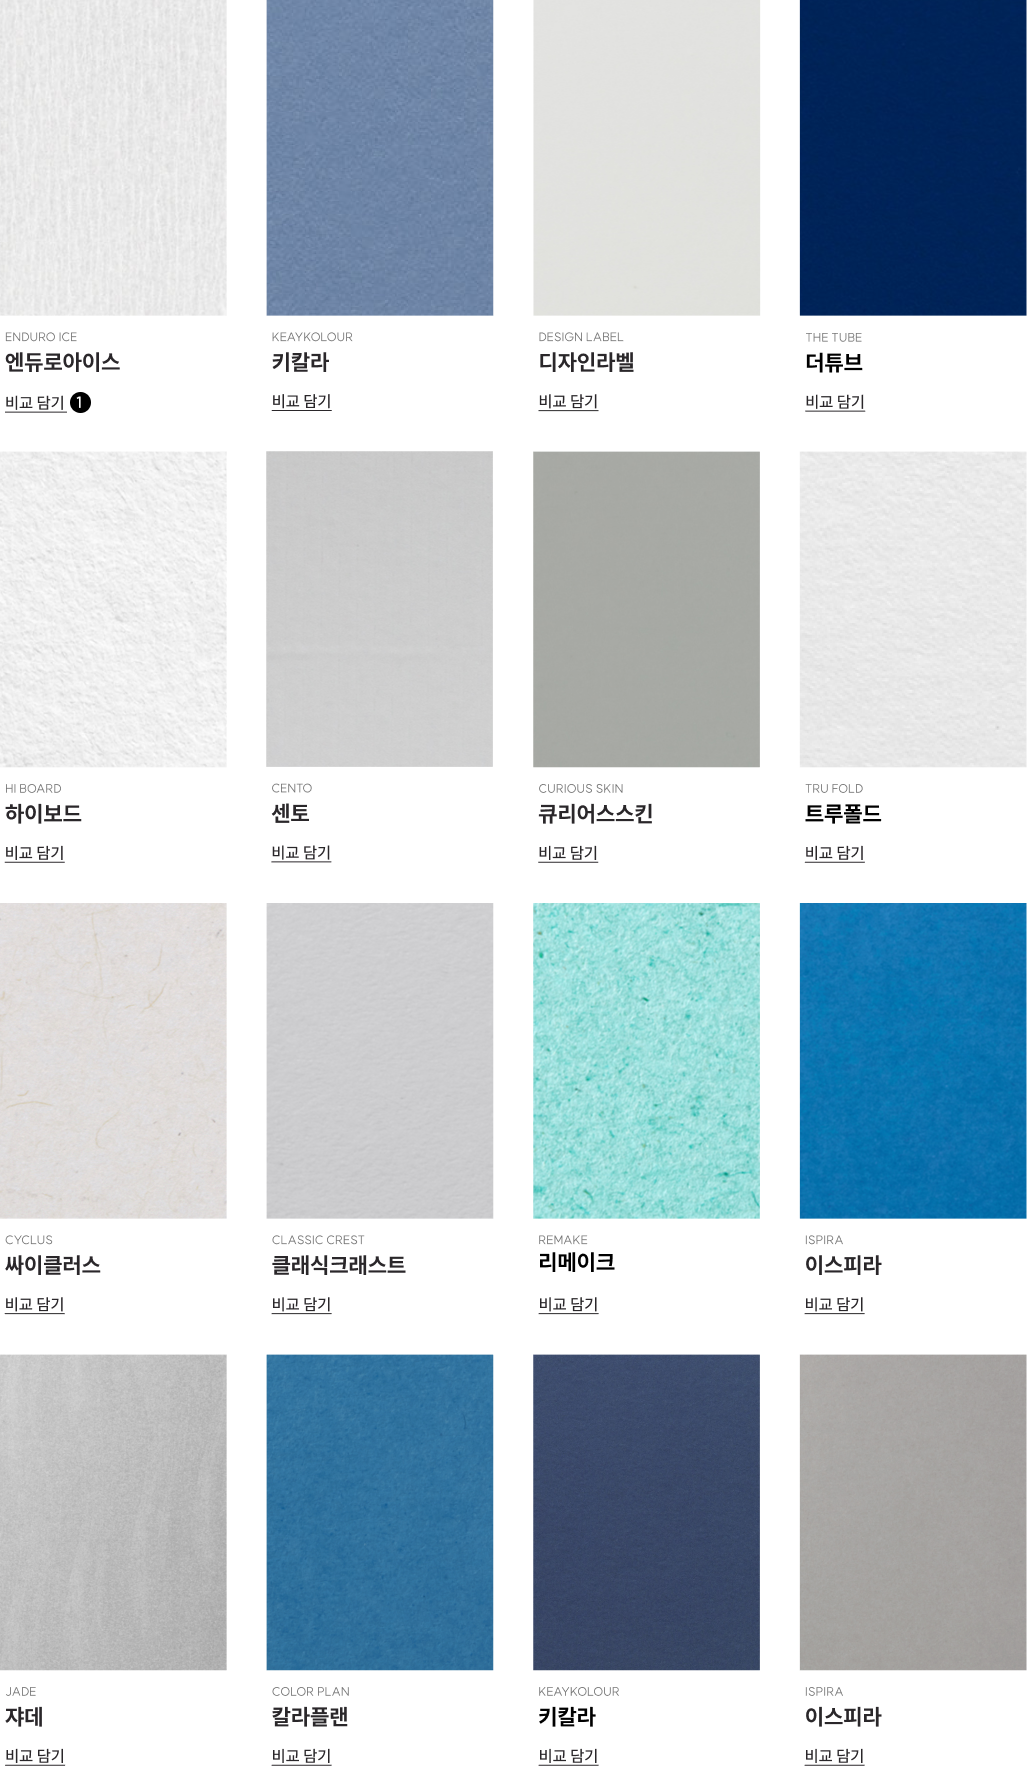 ENDURO ICE
엔듀로아이스
비교 담기 1
KEAYKOLOUR
키칼라
비교 담기
DESIGN LABEL
디자인라벨
비교 담기
THE TUBE
더튜브
비교 담기
HI BOARD
하이보드
비교 담기
CENTO
센토
비교 담기
CURIOUS SKIN
큐리어스스킨
비교 담기
TRU FOLD
트루폴드
비교 담기
CYCLUS
싸이클러스
비교 담기
CLASSIC CREST
클래식크래스트
비교 담기
REMAKE
리메이크
비교 담기
ISPIRA
이스피라
비교 담기
JADE
쟈데
비교 담기
COLOR PLAN
칼라플랜
비교 담기
KEAYKOLOUR
키칼라
비교 담기
ISPIRA
이스피라
비교 담기